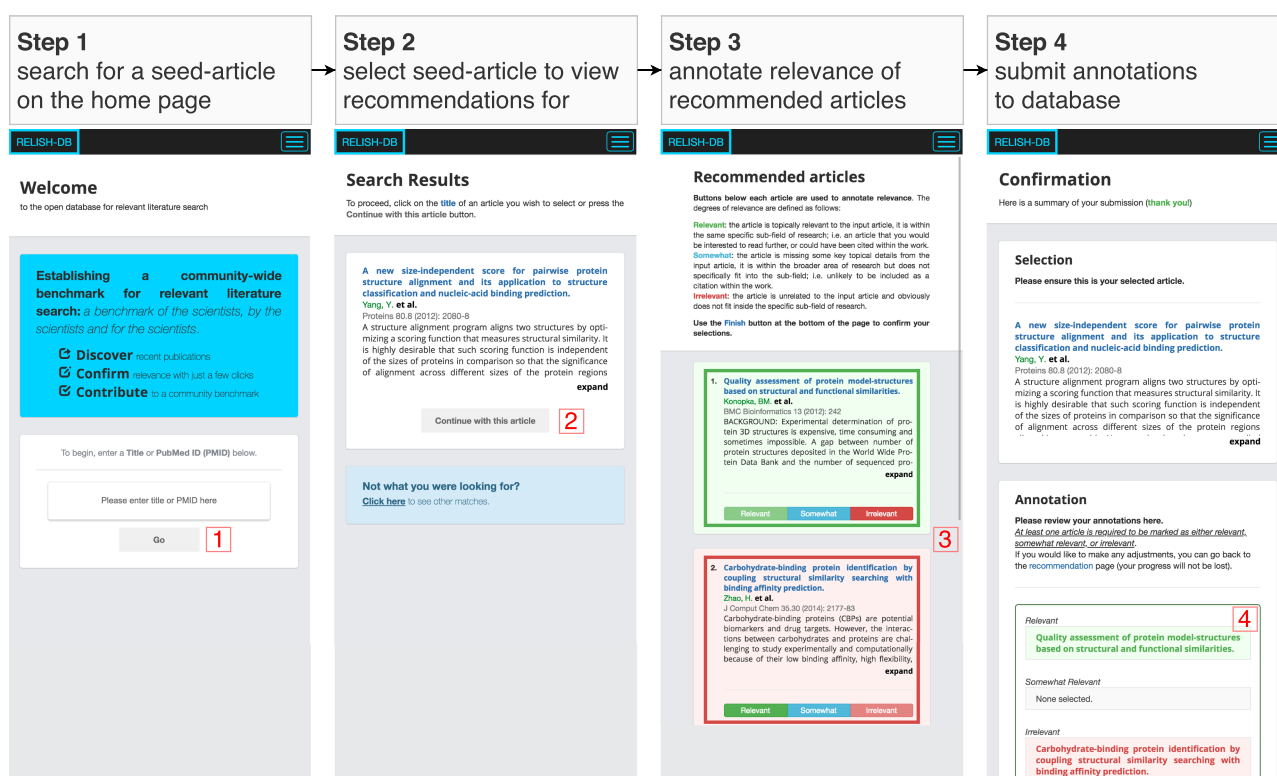 Step 1
search for a seed-article
on the home page
RELISH-DB
Welcome
to the open database for relevant literature search
Establishing a community-wide
benchmark for relevant literature
search: a benchmark of the scientists, by the
scientists and for the scientists.
Discover recent publications
Confirm relevance with just a few clicks
Contribute to a community benchmark
To begin, enter a Title or PubMed ID (PMID) below.
Please enter title or PMID here
Go
1
Step 2
select seed-article to view
recommendations for
RELISH-DB
Search Results
To proceed, click on the title of an article you wish to select or press the
Continue with this article button.
A new size-independent score for pairwise protein
structure alignment and its application to structure
classification and nucleic-acid binding prediction.
Yang, Y. et al.
Proteins 80.8 (2012): 2080-8
A structure alignment program aligns two structures by opti-
mizing a scoring function that measures structural similarity. It
is highly desirable that such scoring function is independent
of the sizes of proteins in comparison so that the significance
of alignment across different sizes of the protein regions
expand
Continue with this article
2
Not what you were looking for?
Click here to see other matches.
Step 3
annotate relevance of
recommended articles
RELISH-DB
Recommended articles
Buttons below each article are used to annotate relevance. The
degrees of relevance are defined as follows:
Relevant: the article is topically relevant to the input article, it is within
the same specific sub-field of research; i.e. an article that you would
be interested to read further, or could have been cited within the work.
Somewhat: the article is missing some key topical details from the
input article, it is within the broader area of research but does not
specifically fit into the sub-field; i.e. unlikely to be included as a
citation within the work.
Irrelevant: the article is unrelated to the input article and obviously
does not fit inside the specific sub-field of research.
Use the Finish button at the bottom of the page to confirm your
selections.
1. Quality assessment of protein model-structures
based on structural and functional similarities.
Konopka, BM. et al.
BMC Bioinformatics 13 (2012): 242
BACKGROUND: Experimental determination of pro-
tein 3D structures is expensive, time consuming and
sometimes impossible. A gap between number of
protein structures deposited in the World Wide Pro-
tein Data Bank and the number of sequenced pro-
expand
Relevant Somewhat Irrelevant
3
2. Carbohydrate-binding protein identification by
coupling structural similarity searching with
binding affinity prediction.
Zhao, H. et al.
J Comput Chem 35.30 (2014): 2177-83
Carbohydrate-binding proteins (CBPs) are potential
biomarkers and drug targets. However, the interac-
tions between carbohydrates and proteins are chal-
lenging to study experimentally and computationally
because of their low binding affinity, high flexibility,
expand
Relevant Somewhat Irrelevant
Step 4
submit annotations
to database
RELISH-DB
Confirmation
Here is a summary of your submission (thank you!)
Selection
Please ensure this is your selected article.
A new size-independent score for pairwise protein
structure alignment and its application to structure
classification and nucleic-acid binding prediction.
Yang, Y. et al.
Proteins 80.8 (2012): 2080-8
A structure alignment program aligns two structures by opti-
mizing a scoring function that measures structural similarity. It
is highly desirable that such scoring function is independent
of the sizes of proteins in comparison so that the significance
of alignment across different sizes of the protein regions
expand
Annotation
Please review your annotations here.
At least one article is required to be marked as either relevant,
somewhat relevant, or irrelevant.
If you would like to make any adjustments, you can go back to
the recommendation page (your progress will not be lost).
4
Relevant
Quality assessment of protein model-structures
based on structural and functional similarities.
Somewhat Relevant
None selected.
Irrelevant
Carbohydrate-binding protein identification by
coupling structural similarity searching with
binding affinity prediction.